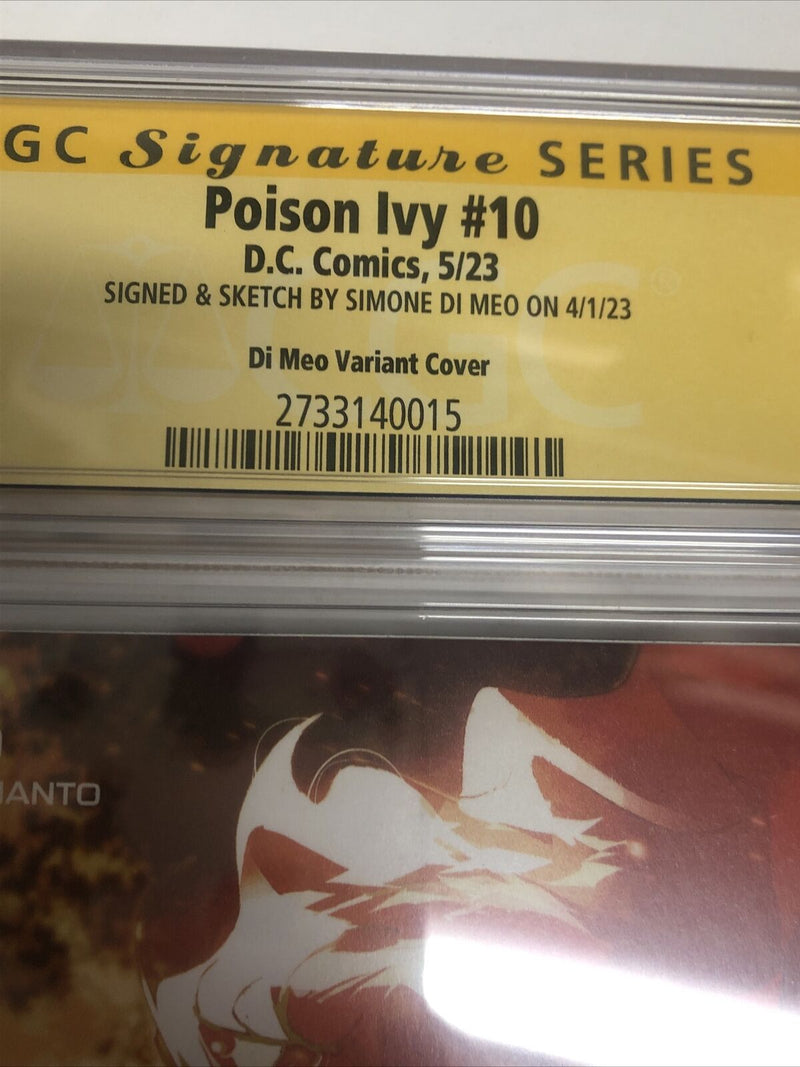 GC Signature SERIES
Poison Ivy #10
D.C. Comics, 5/23
SIGNED & SKETCH BY SIMONE DI MEO ON 4/1/23
Di Meo Variant Cover
2733140015
CGC®
IANTO